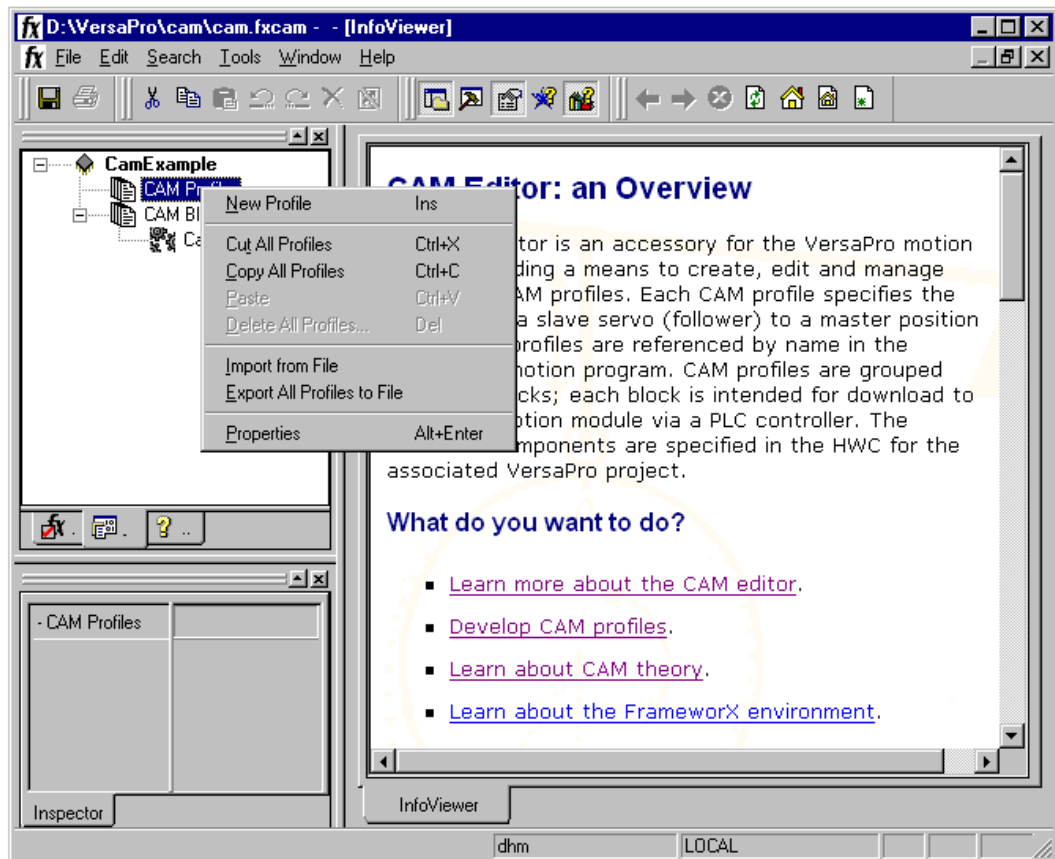 fx D:\VersaPro\cam\cam.fxcam - - [InfoViewer]
fx File Edit Search Tools Window Help
CamExample
CAM Prof
CAM Bl
Ca
New Profile Ins
Cut All Profiles Ctrl+X
Copy All Profiles Ctrl+C
Paste Ctrl+V
Delete All Profiles... Del
Import from File
Export All Profiles to File
Properties Alt+Enter
fx .
.
? ..
- CAM Profiles
Inspector
CAM Editor: an Overview
tor is an accessory for the VersaPro motion
ding a means to create, edit and manage
AM profiles. Each CAM profile specifies the
a slave servo (follower) to a master position
rofiles are referenced by name in the
otion program. CAM profiles are grouped
cks; each block is intended for download to
otion module via a PLC controller. The
mponents are specified in the HWC for the
associated VersaPro project.
What do you want to do?
Learn more about the CAM editor.
Develop CAM profiles.
Learn about CAM theory.
Learn about the FrameworX environment.
InfoViewer
dhm LOCAL